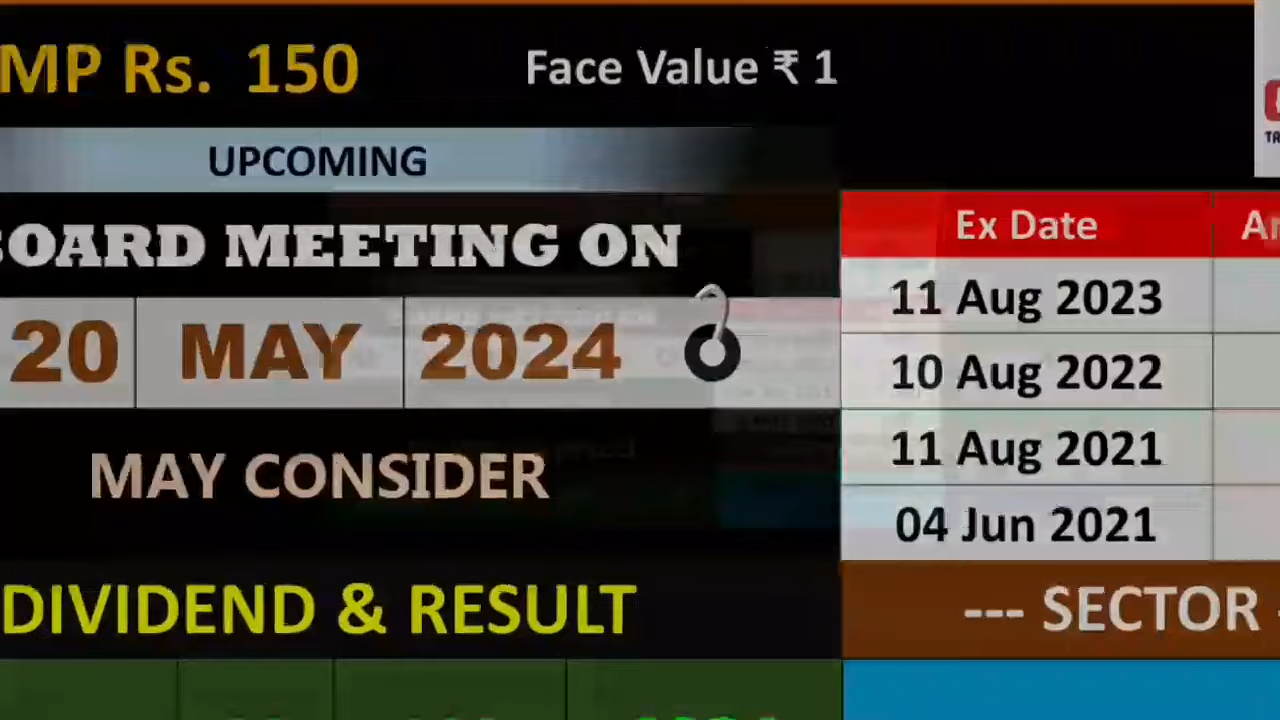 MP Rs. 150
Face Value ₹ 1
UPCOMING
OARD MEETING ON
20 MAY 2024
MAY CONSIDER
DIVIDEND & RESULT
Ex Date
11 Aug 2023
10 Aug 2022
11 Aug 2021
04 Jun 2021
--- SECTOR -
TR